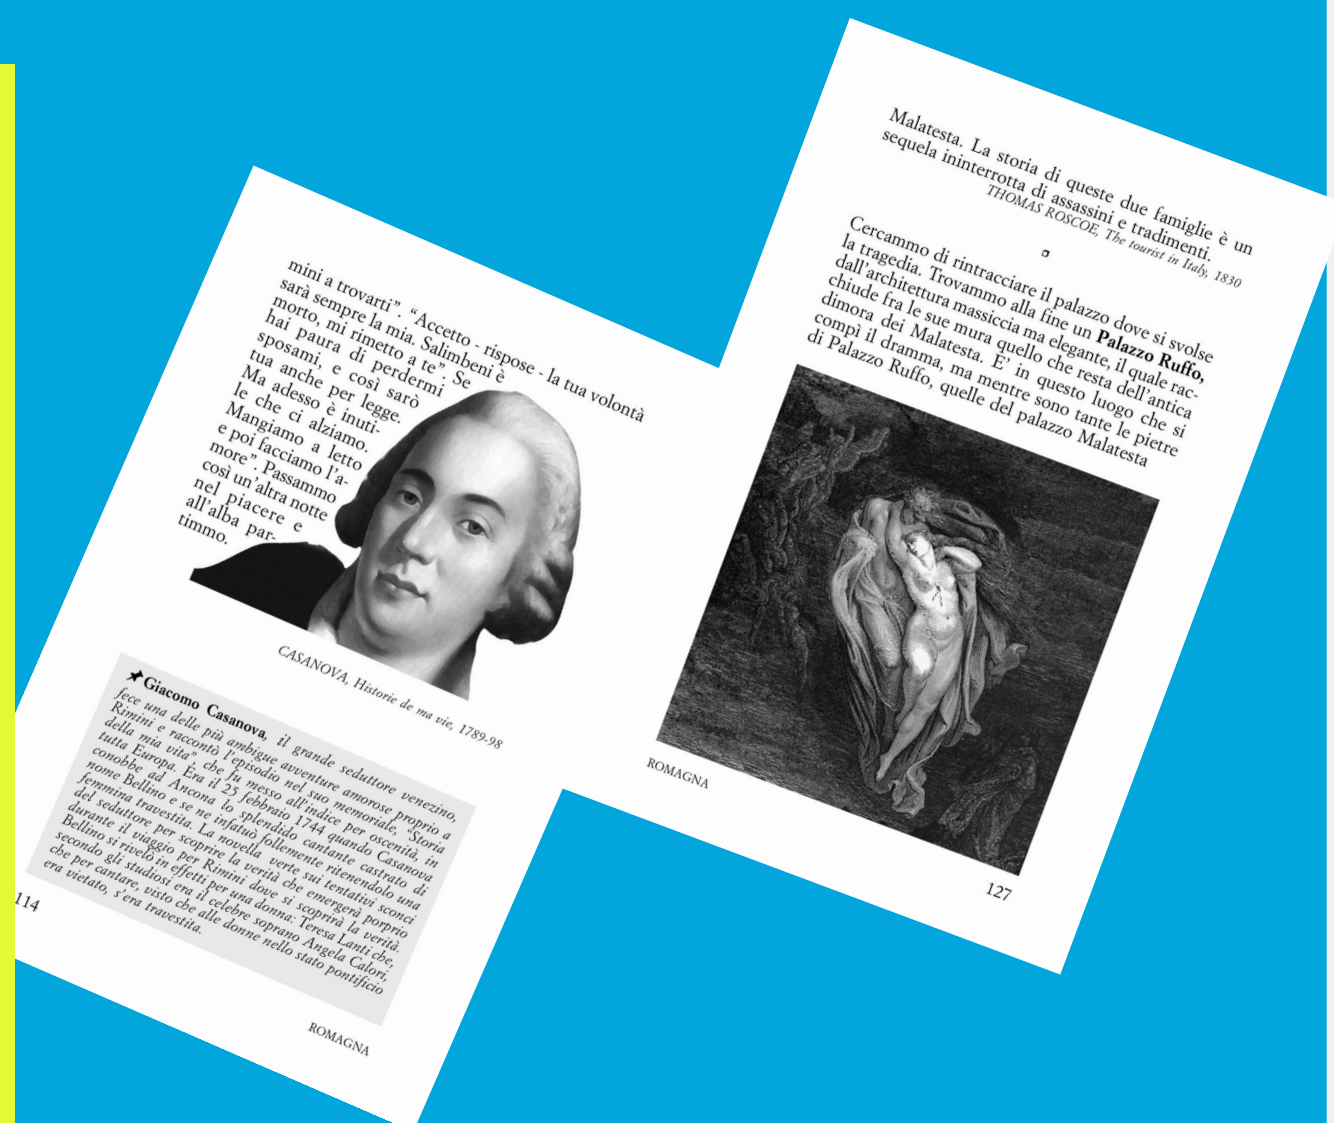 mini a trovarti”. “Accetto - rispose - la tua volontà
sarà sempre la mia. Salimbeni è
morto, mi rimetto a te”. Se
hai paura di perdermi
sposami, e così sarò
tua anche per legge.
Ma adesso è inuti-
le che ci alziamo.
Mangiamo a letto
e poi facciamo l’a-
more”. Passammo
così un’altra notte
nel piacere e
all’alba par-
timmo.
CASANOVA, Historie de ma vie, 1789-98
Giacomo Casanova, il grande seduttore venezino,
fece una delle più ambigue avventure amorose proprio a
Rimini e raccontò l’episodio nel suo memoriale, “Storia
della mia vita” che fu messo all’indice per oscenità, in
tutta Europa. Era il 25 febbraio 1744 quando Casanova
conobbe ad Ancona lo splendido cantante castrato di
nome Bellino e se ne infatuò follemente ritenendolo una
femmina travestita. La novella verte sui tentativi sconci
del seduttore per scoprire la verità che emergerà porprio
durante il viaggio per Rimini dove si scoprirà la verità.
Bellino si rivelò in effetti per una donna: Teresa Lanti che,
secondo gli studiosi era il celebre soprano Angela Calori,
che per cantare, visto che alle donne nello stato pontificio
era vietato, s’era travestita.
114
ROMAGNA
Malatesta. La storia di queste due famiglie è un
sequela ininterrotta di assassini e tradimenti.
THOMAS ROSCOE, The tourist in Italy, 1830
Cercammo di rintracciare il palazzo dove si svolse
la tragedia. Trovammo alla fine un Palazzo Ruffo,
dall’architettura massiccia ma elegante, il quale rac-
chiude fra le sue mura quello che resta dell’antica
dimora dei Malatesta. E’ in questo luogo che si
compì il dramma, ma mentre sono tante le pietre
di Palazzo Ruffo, quelle del palazzo Malatesta
ROMAGNA
127